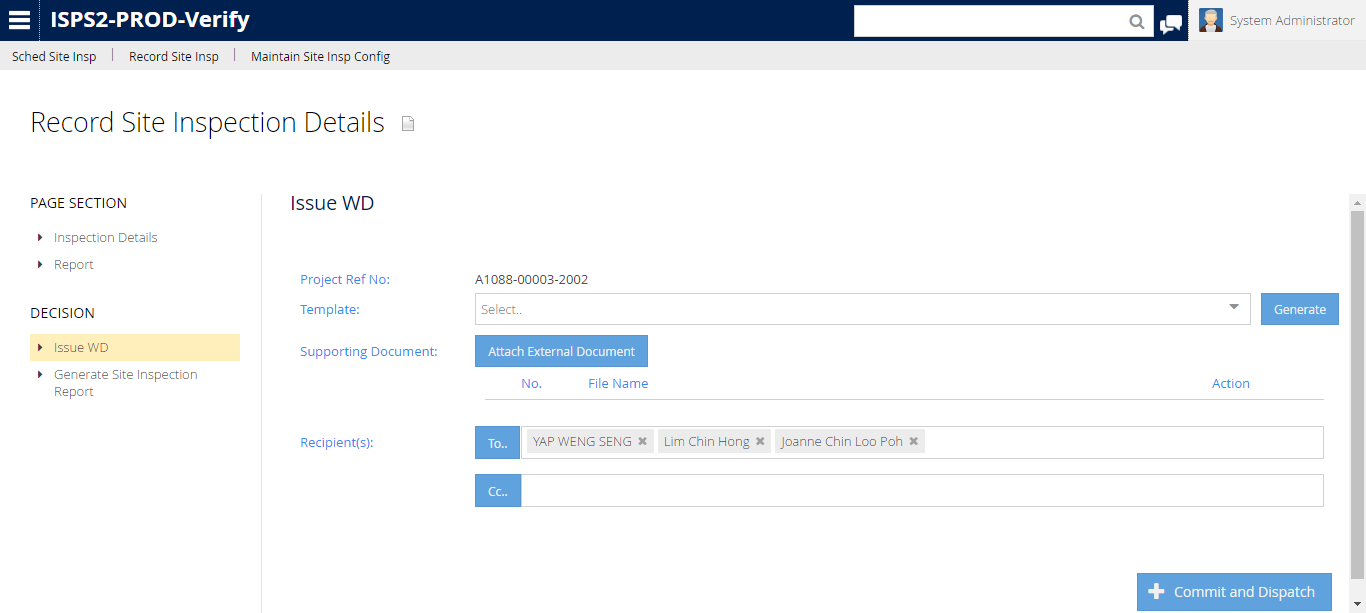 ISPS2-PROD-Verify
System Administrator
Sched Site Insp
Record Site Insp
Maintain Site Insp Config
Record Site Inspection Details
PAGE SECTION
Inspection Details
Report
DECISION
Issue WD
Generate Site Inspection
Report
Issue WD
Project Ref No: A1088-00003-2002
Template: Select.. Generate
Supporting Document: Attach External Document
No. File Name Action
Recipient(s): To.. YAP WENG SENG ✖ Lim Chin Hong ✖ Joanne Chin Loo Poh ✖
Cc..
Commit and Dispatch